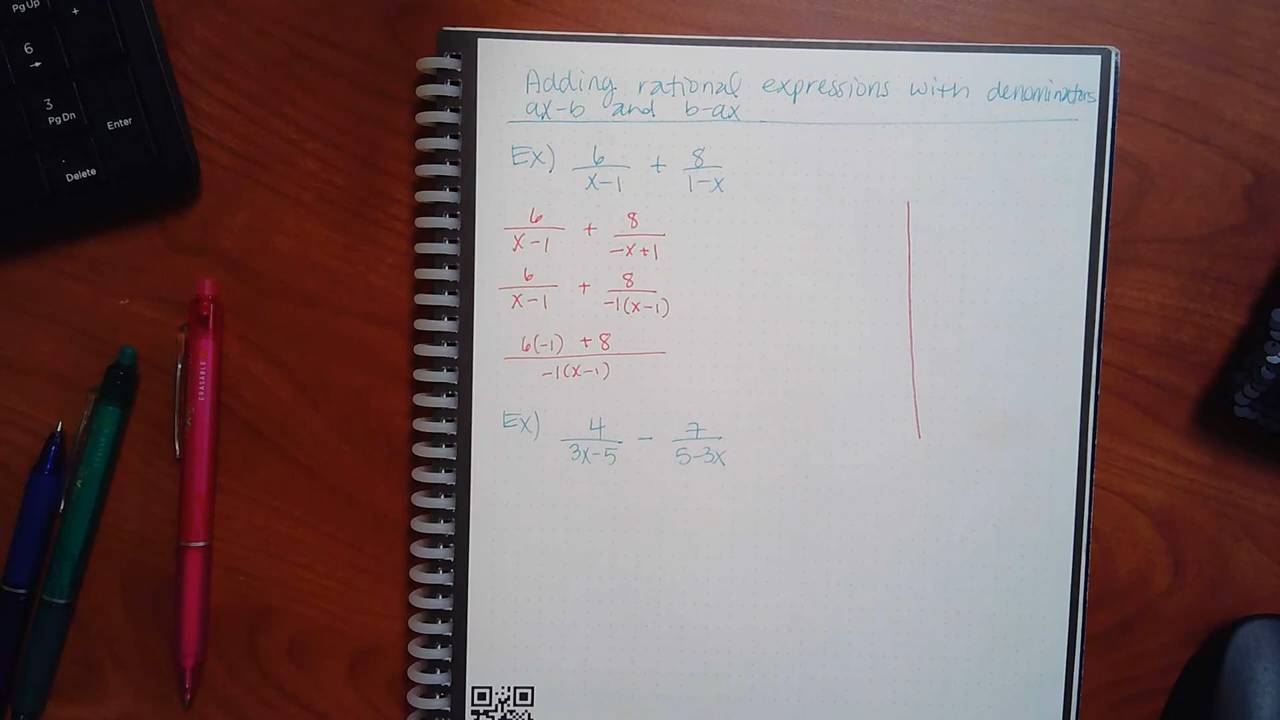 PgUp
+
6
3
PgDn
Enter
.
Delete
ERASABLE
Adding rational expressions with denominators
ax-b and b-ax
Ex) 6/(x-1) + 8/(1-x)
6/(x-1) + 8/(-x+1)
6/(x-1) + 8/(-1(x-1))
(6(-1) + 8)/(-1(x-1))
Ex) 4/(3x-5) - 7/(5-3x)